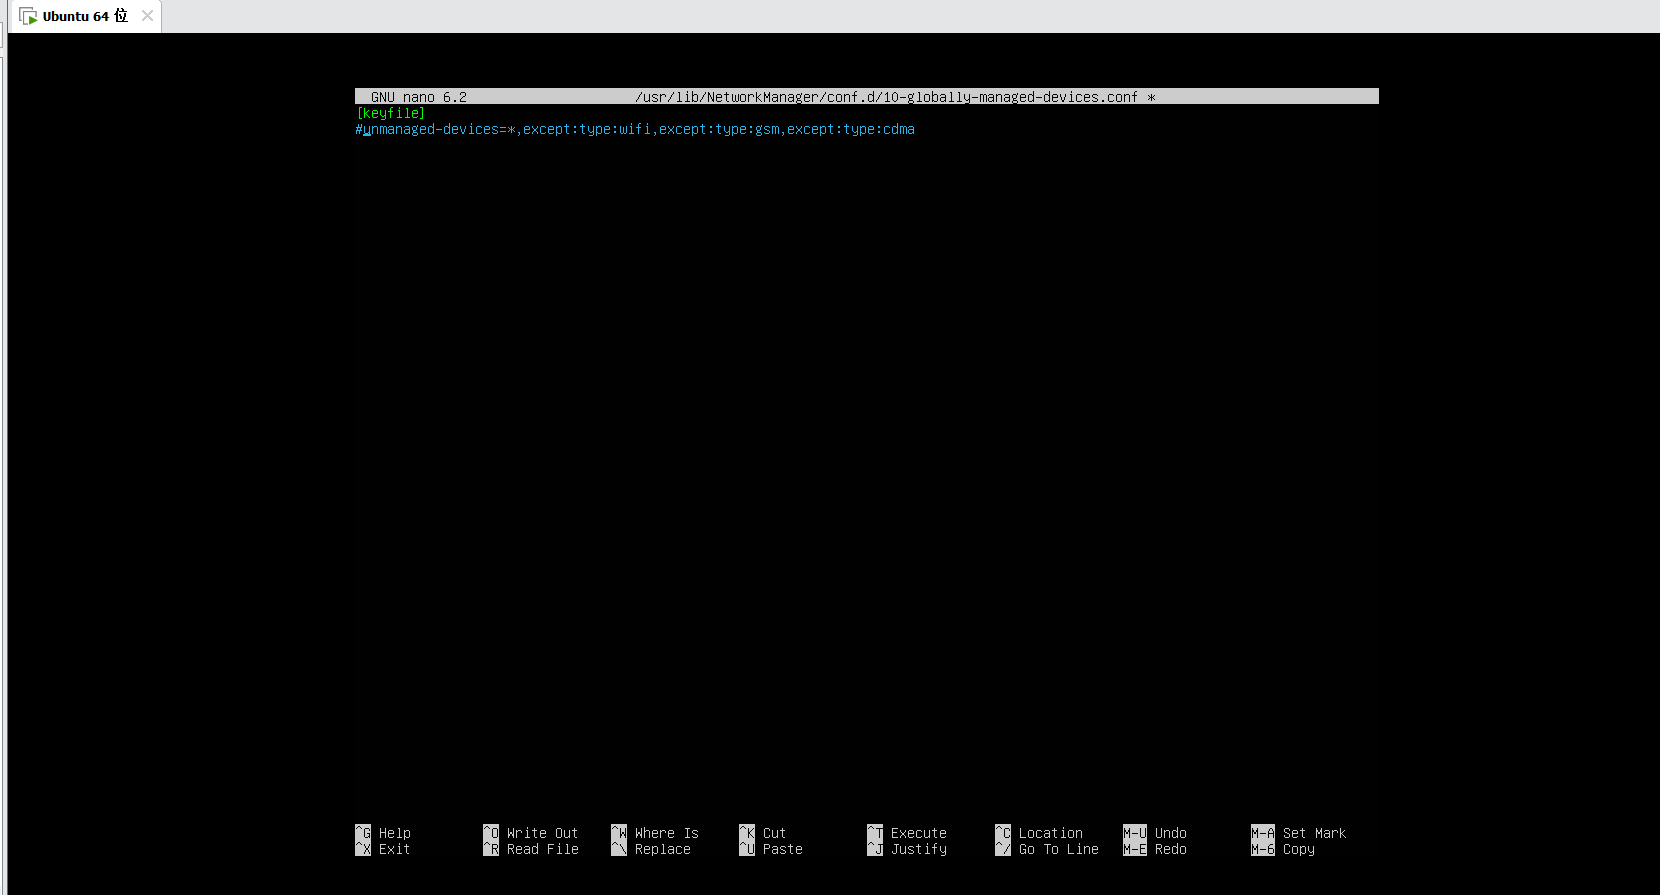 Ubuntu 64 位
GNU nano 6.2 /usr/lib/NetworkManager/conf.d/10-globally-managed-devices.conf *
[keyfile]
#unmanaged-devices=*,except:type:wifi,except:type:gsm,except:type:cdma
^G Help ^O Write Out ^W Where Is ^K Cut ^T Execute ^C Location M-U Undo M-A Set Mark
^X Exit ^R Read File ^\ Replace ^U Paste ^J Justify ^/ Go To Line M-E Redo M-6 Copy